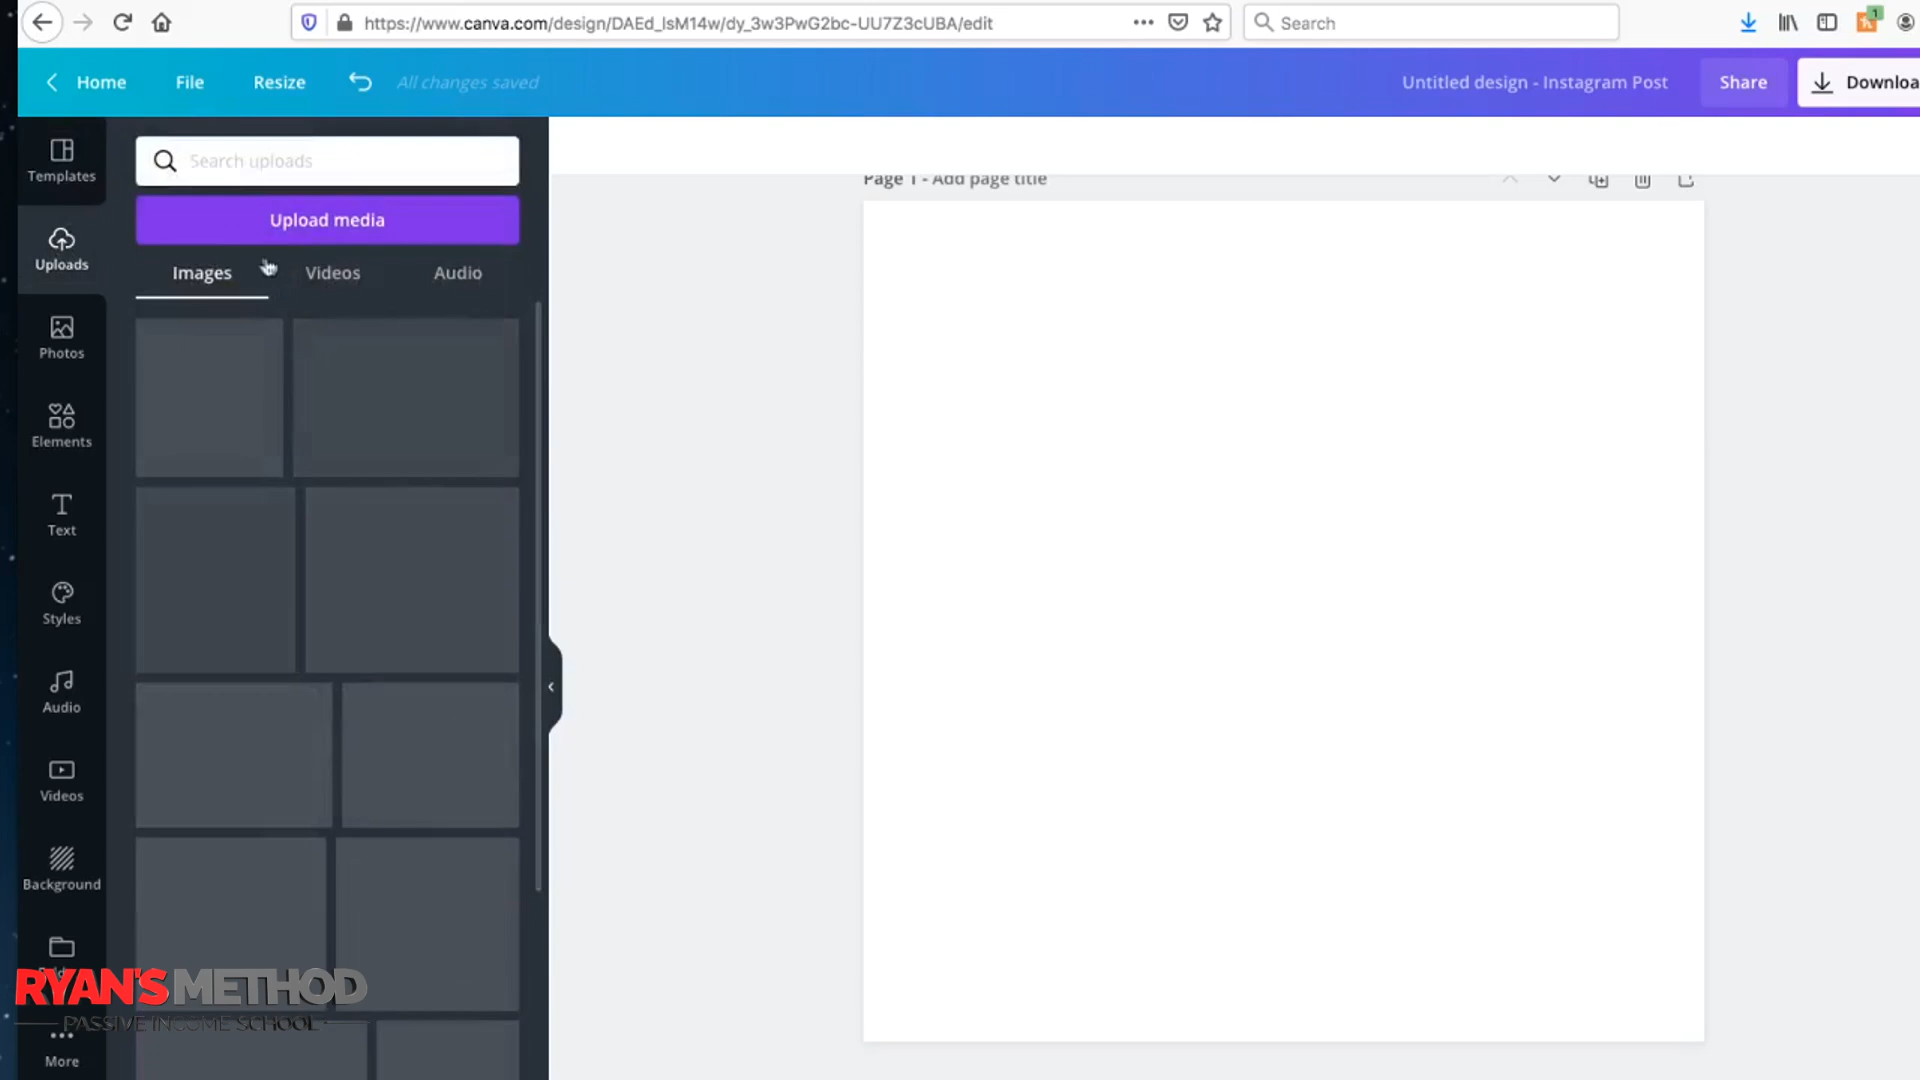 https://www.canva.com/design/DAEd_lsM14w/dy_3w3PwG2bc-UU7Z3cUBA/edit
Search
1
Home
File
Resize
All changes saved
Untitled design - Instagram Post
Share
Downloa
Templates
Search uploads
Page 1 - Add page title
Upload media
Uploads
Images
Videos
Audio
Photos
Elements
Text
Styles
Audio
Videos
Background
RYAN'S METHOD
PASSIVE INCOME SCHOOL
More